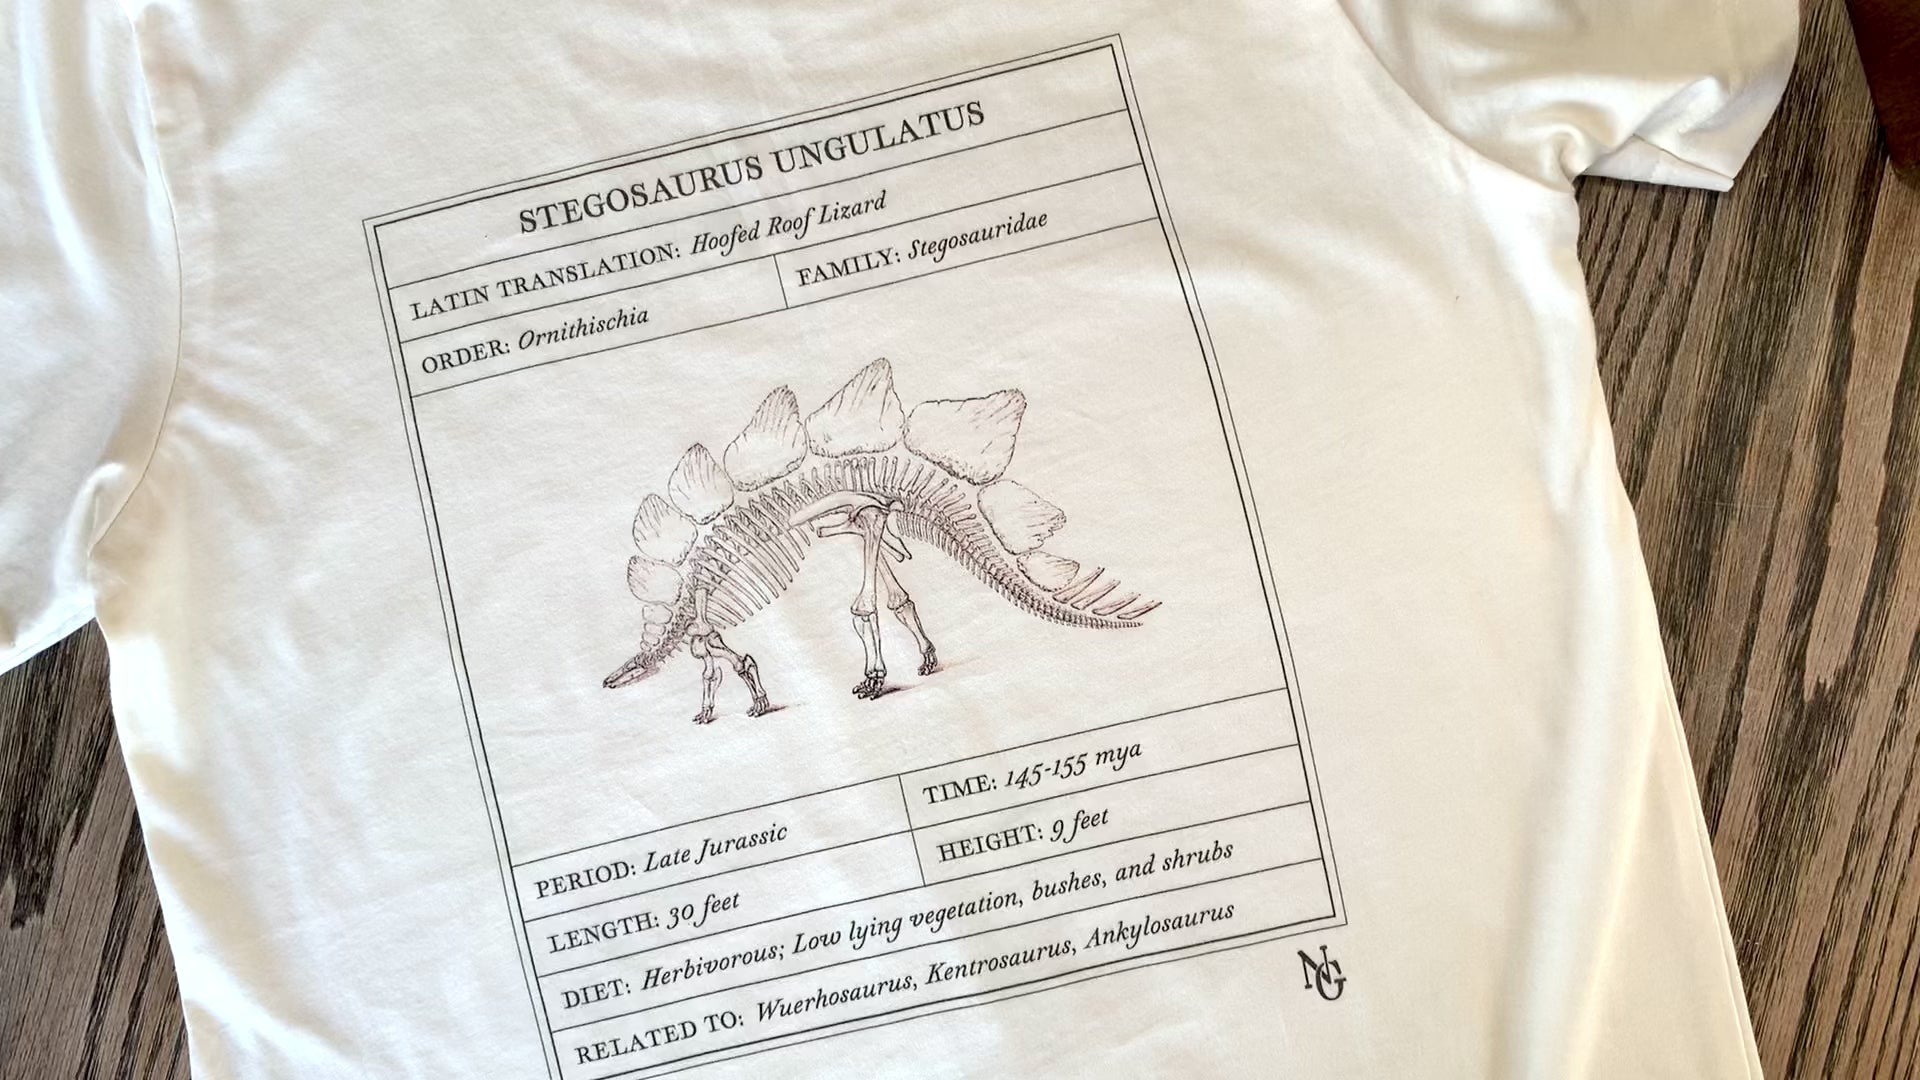 STEGOSAURUS UNGULATUS
LATIN TRANSLATION: Hoofed Roof Lizard
ORDER: Ornithischia
FAMILY: Stegosauridae
PERIOD: Late Jurassic
TIME: 145-155 mya
LENGTH: 30 feet
HEIGHT: 9 feet
DIET: Herbivorous; Low lying vegetation, bushes, and shrubs
RELATED TO: Wuerhosaurus, Kentrosaurus, Ankylosaurus
NG